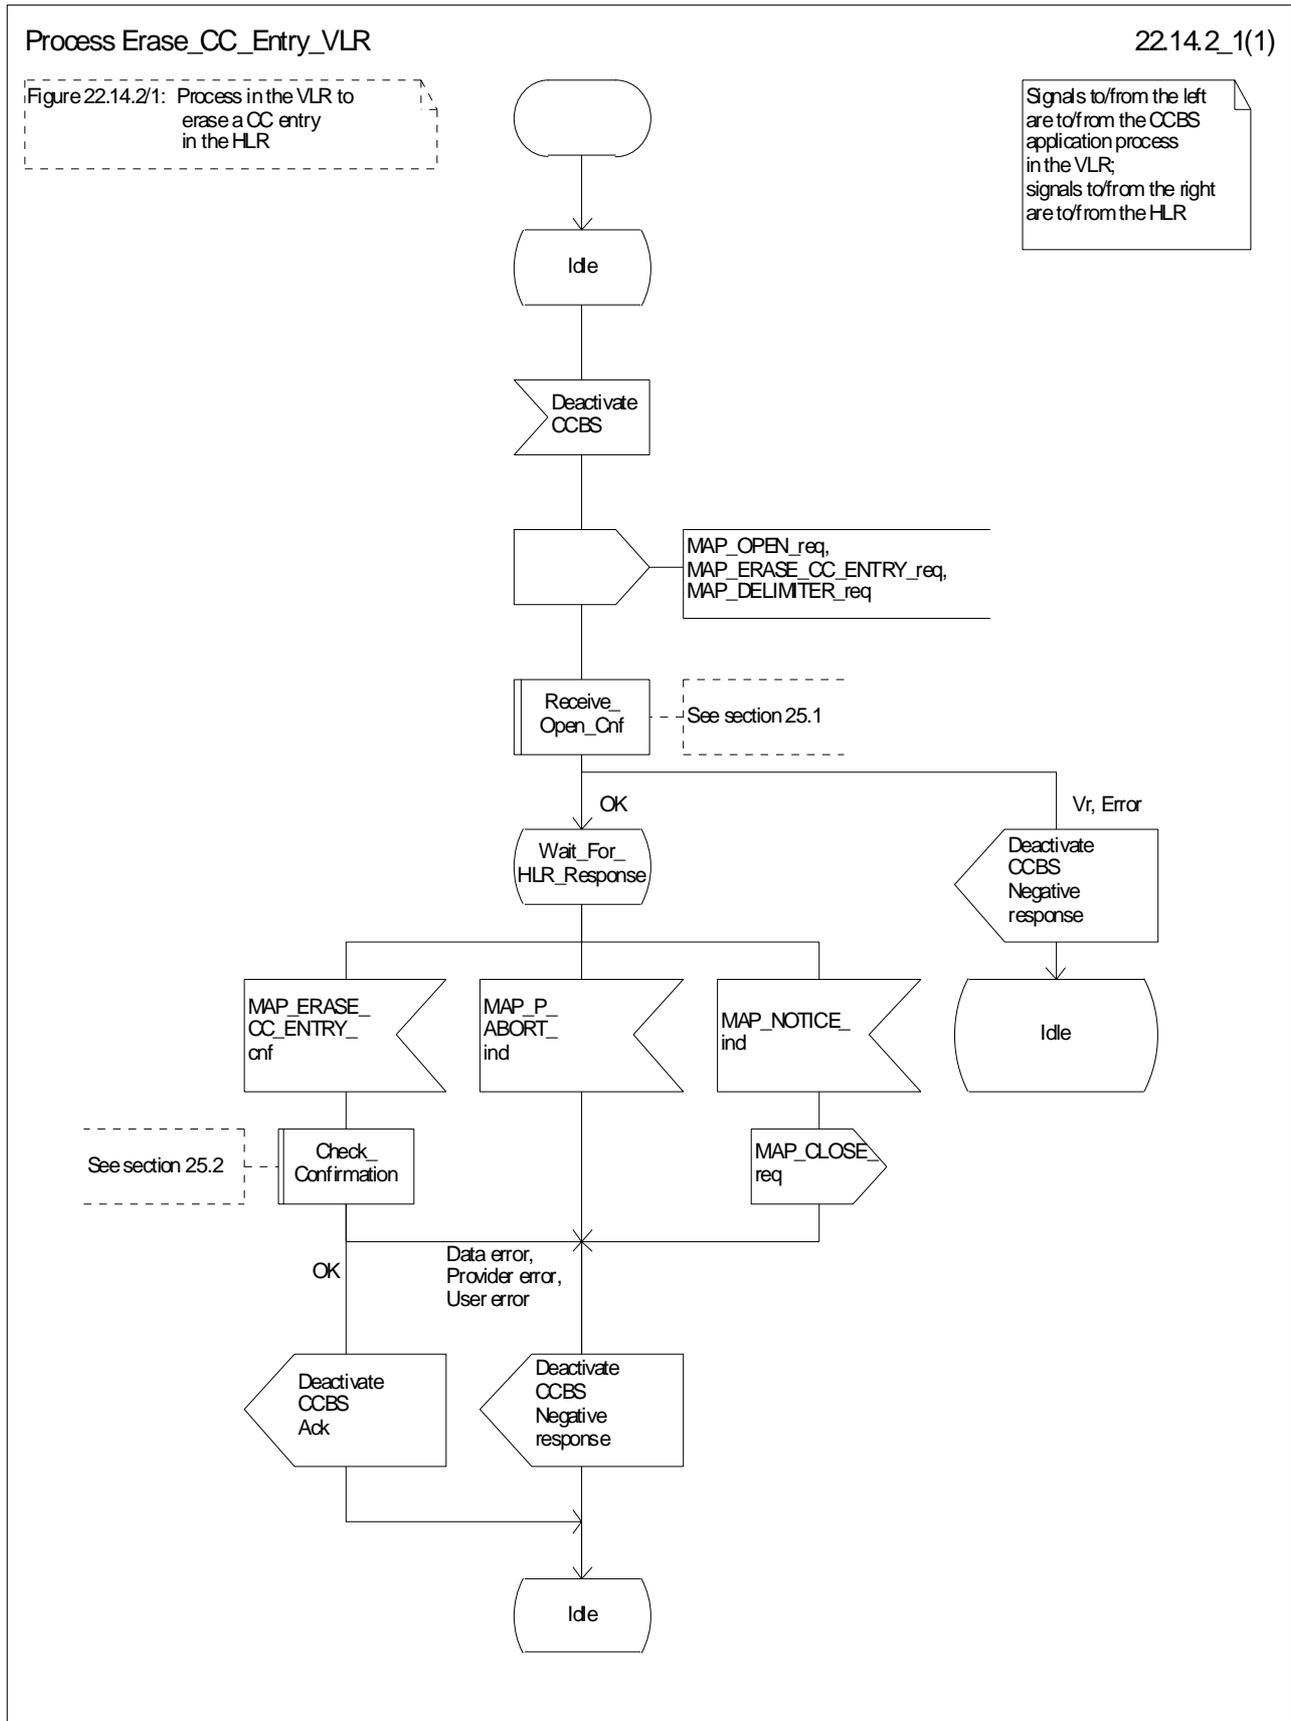 Process Erase_CC_Entry_VLR
22.14.2_1(1)
Figure 22.14.2/1: Process in the VLR to
erase a CC entry
in the HLR
Signals to/from the left
are to/from the CCBS
application process
in the VLR;
signals to/from the right
are to/from the HLR
Idle
Deactivate
CCBS
MAP_OPEN_req,
MAP_ERASE_CC_ENTRY_req,
MAP_DELIMITER_req
Receive_
Open_Cnf
See section 25.1
OK
Vr, Error
Wait_For_
HLR_Response
Deactivate
CCBS
Negative
response
MAP_ERASE_
CC_ENTRY_
cnf
MAP_P_
ABORT_
ind
MAP_NOTICE_
ind
Idle
See section 25.2
Check_
Confirmation
MAP_CLOSE_
req
OK
Data error,
Provider error,
User error
Deactivate
CCBS
Ack
Deactivate
CCBS
Negative
response
Idle